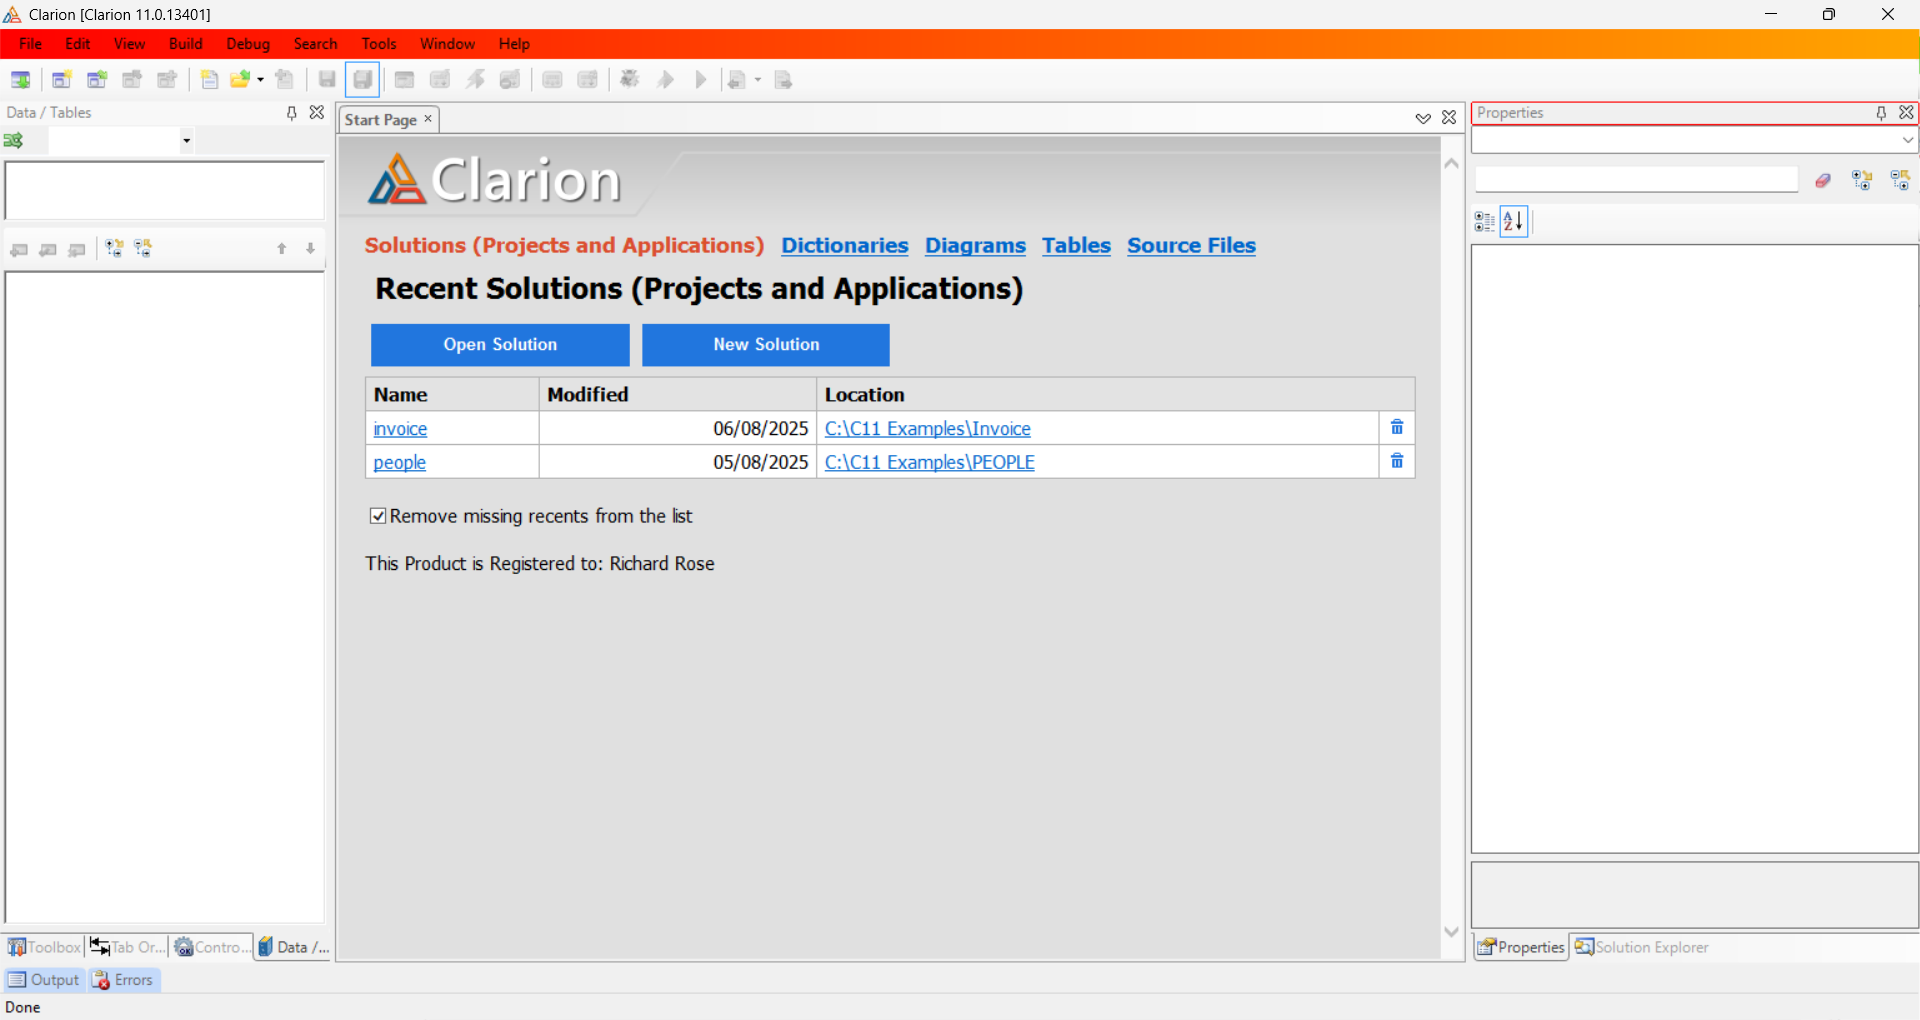 Clarion [Clarion 11.0.13401]
File Edit View Build Debug Search Tools Window Help
Data / Tables
Start Page
Properties
Clarion
Solutions (Projects and Applications) Dictionaries Diagrams Tables Source Files
Recent Solutions (Projects and Applications)
Open Solution New Solution
Name Modified Location
invoice 06/08/2025 C:\C11 Examples\Invoice
people 05/08/2025 C:\C11 Examples\PEOPLE
Remove missing recents from the list
This Product is Registered to: Richard Rose
Toolbox Tab Or... Contro... Data /...
Properties Solution Explorer
Output Errors
Done